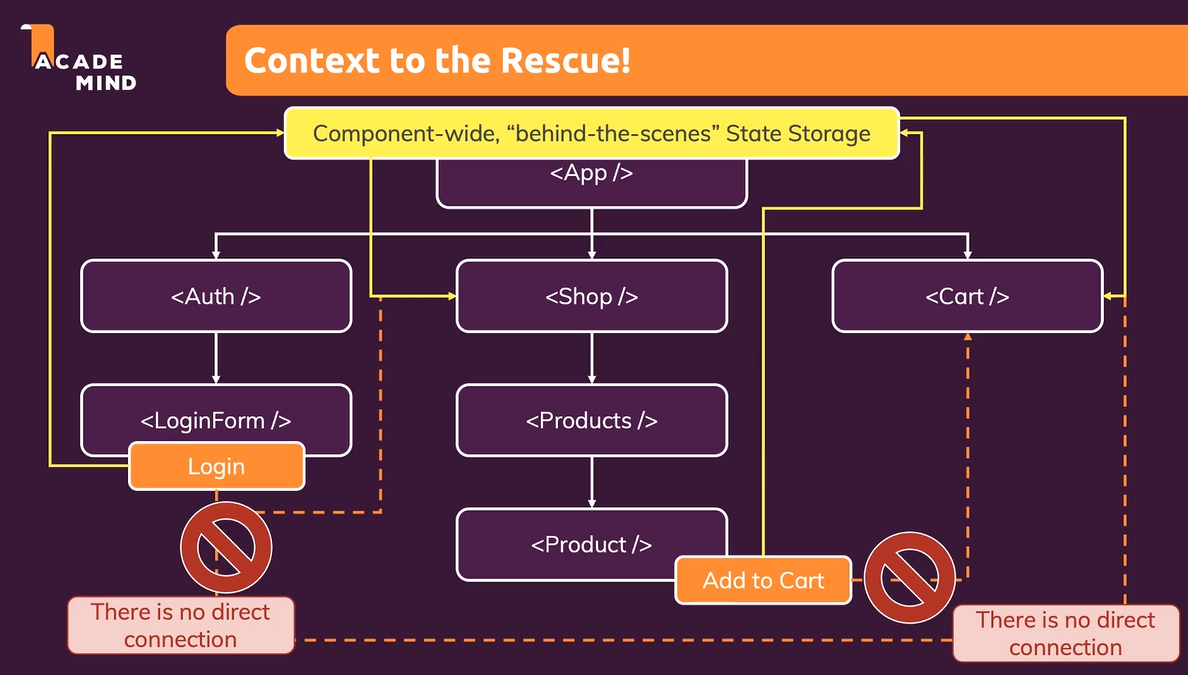 ACADE
MIND
Context to the Rescue!
Component-wide, “behind-the-scenes” State Storage
<App />
<Auth />
<Shop />
<Cart />
<LoginForm />
<Products />
Login
<Product />
Add to Cart
There is no direct
connection
There is no direct
connection